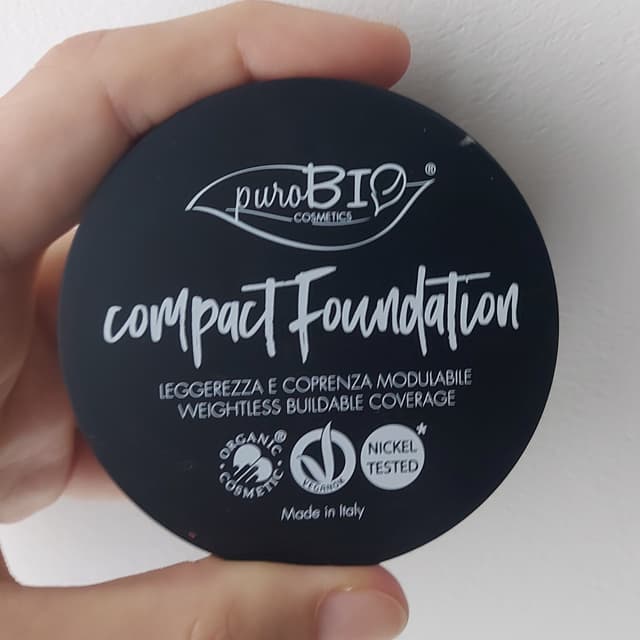 puroBIO®
COSMETICS
compact Foundation
LEGGEREZZA E COPRENZA MODULABILE
WEIGHTLESS BUILDABLE COVERAGE
ORGANIC®
COSMETIC
VEGANOK
NICKEL*
TESTED
Made in Italy